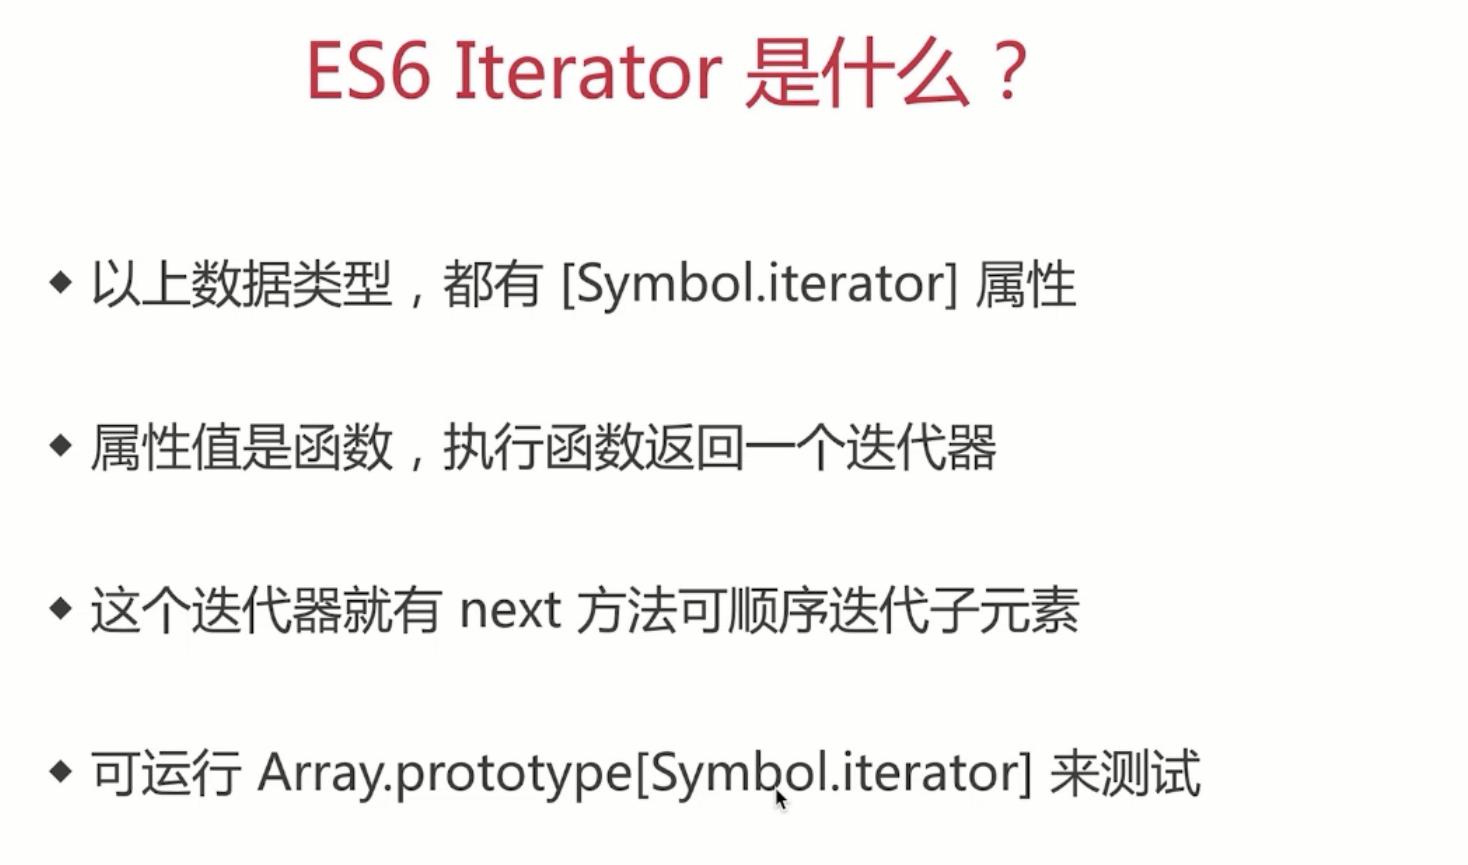 ES6 Iterator 是什么？
◆ 以上数据类型，都有 [Symbol.iterator] 属性
◆ 属性值是函数，执行函数返回一个迭代器
◆ 这个迭代器就有 next 方法可顺序迭代子元素
◆ 可运行 Array.prototype[Symbol.iterator] 来测试